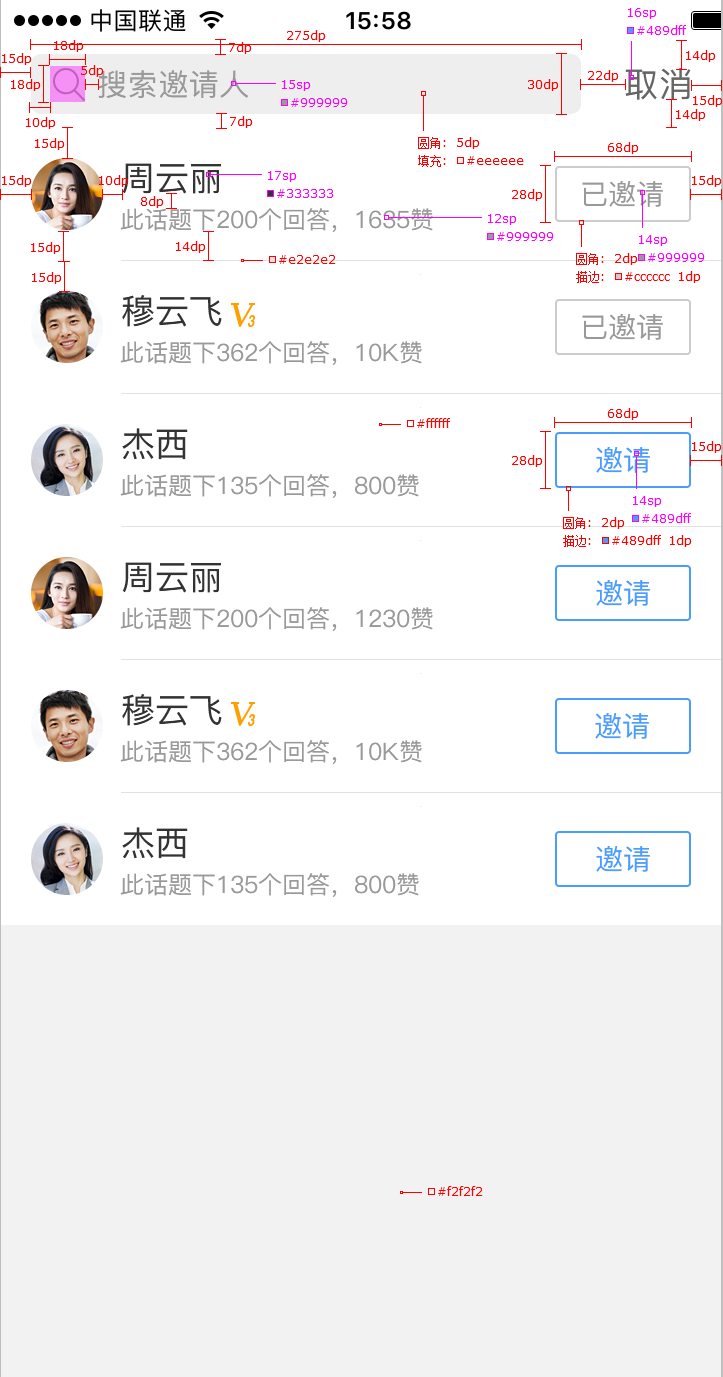 中国联通 15:58
16sp
#489dff
275dp
18dp 7dp
15dp 14dp
5dp 22dp
18dp 搜索邀请人 15sp 30dp 取消
#999999 15dp
10dp 7dp 14dp
15dp 圆角: 5dp
填充: #eeeeee
68dp
周云丽 17sp
15dp 10dp #333333 28dp 已邀请 15dp
8dp
此话题下200个回答，1635赞 12sp
#999999
14sp
#999999
15dp 14dp
#e2e2e2 圆角: 2dp
描边: #cccccc 1dp
15dp
穆云飞 V3
已邀请
此话题下362个回答，10K赞
68dp
#ffffff
杰西 15dp
28dp 邀请
此话题下135个回答，800赞
14sp
#489dff
圆角: 2dp
描边: #489dff 1dp
周云丽
邀请
此话题下200个回答，1230赞
穆云飞 V3
邀请
此话题下362个回答，10K赞
杰西
邀请
此话题下135个回答，800赞
#f2f2f2